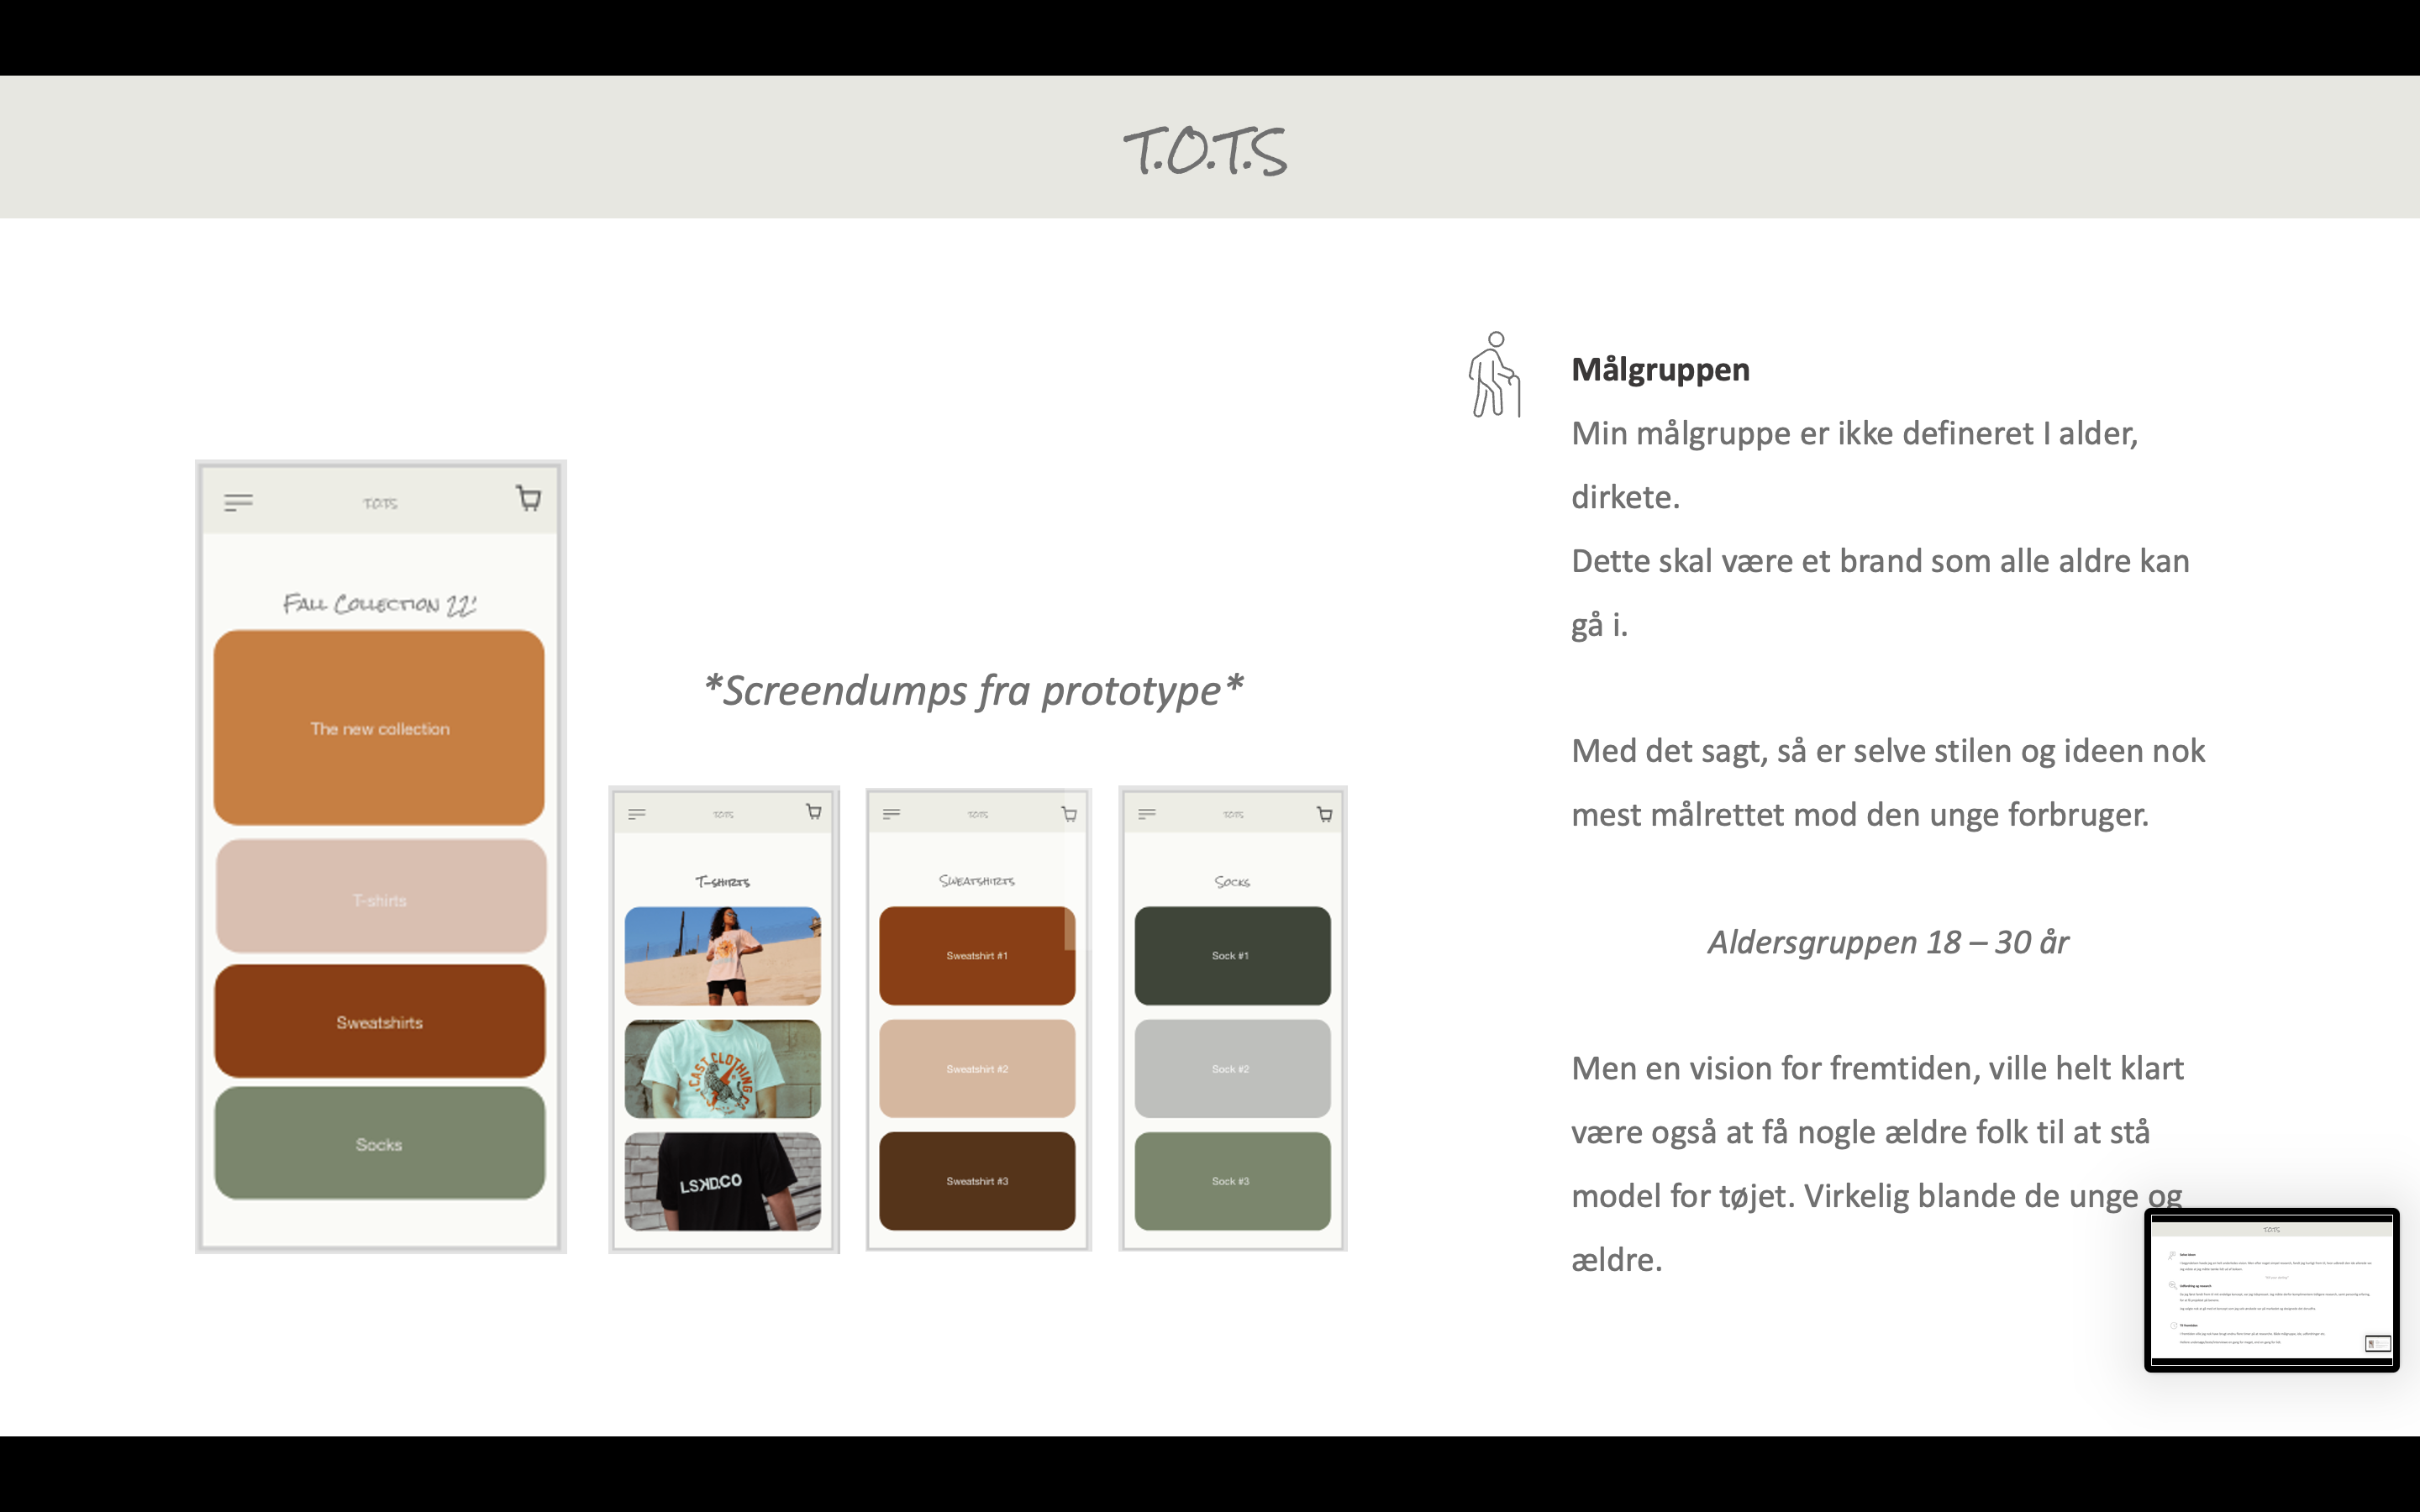 T.O.T.S
T.O.T.S
FALL COLLECTION 22'
The new collection
T-shirts
Sweatshirts
Socks
*Screendumps fra prototype*
T.O.T.S
T-SHIRTS
CAST CLOTHING CO
LSKD.CO
T.O.T.S
SWEATSHIRTS
Sweatshirt #1
Sweatshirt #2
Sweatshirt #3
T.O.T.S
SOCKS
Sock #1
Sock #2
Sock #3
Målgruppen
Min målgruppe er ikke defineret I alder,
dirkete.
Dette skal være et brand som alle aldre kan
gå i.
Med det sagt, så er selve stilen og ideen nok
mest målrettet mod den unge forbruger.
Aldersgruppen 18 – 30 år
Men en vision for fremtiden, ville helt klart
være også at få nogle ældre folk til at stå
model for tøjet. Virkelig blande de unge og
ældre.
T.O.T.S